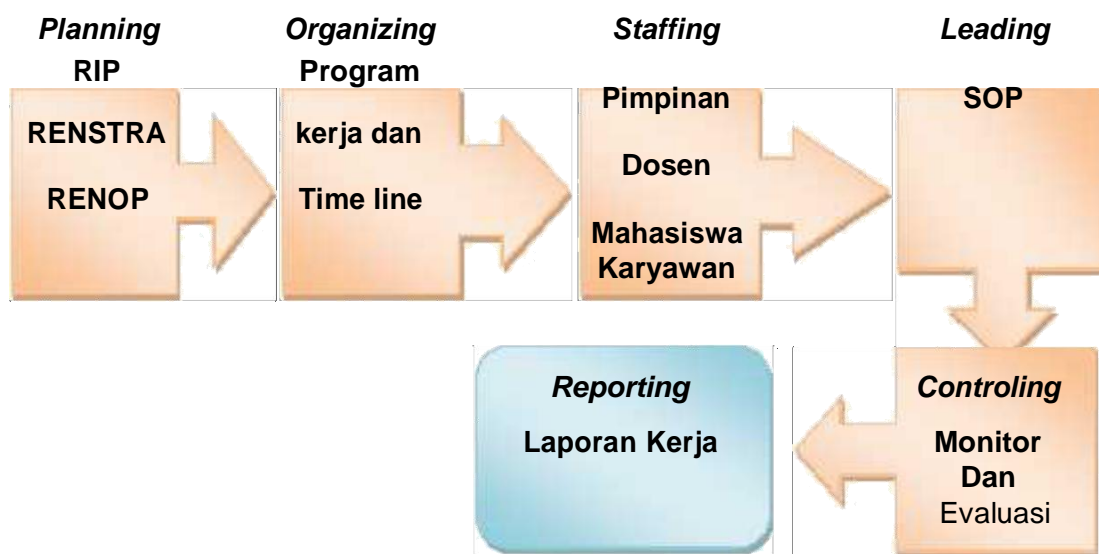 Planning
RIP
RENSTRA
RENOP
Organizing
Program
kerja dan
Time line
Staffing
Pimpinan
Dosen
Mahasiswa
Karyawan
Leading
SOP
Controling
Monitor
Dan
Evaluasi
Reporting
Laporan Kerja